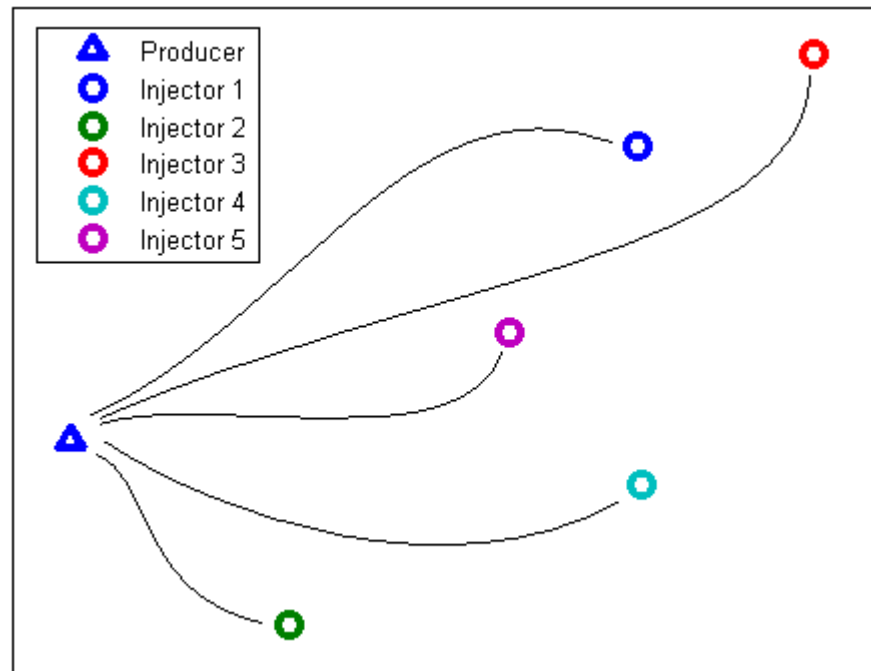 Producer
Injector 1
Injector 2
Injector 3
Injector 4
Injector 5